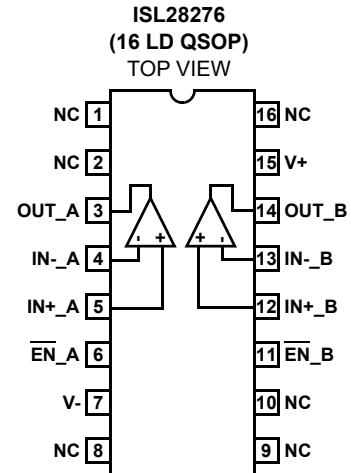 ISL28276
(16 LD QSOP)
TOP VIEW
NC 1 16 NC
NC 2 15 V+
OUT_A 3 14 OUT_B
- + + -
IN-_A 4 13 IN-_B
IN+_A 5 12 IN+_B
EN_A 6 11 EN_B
V- 7 10 NC
NC 8 9 NC